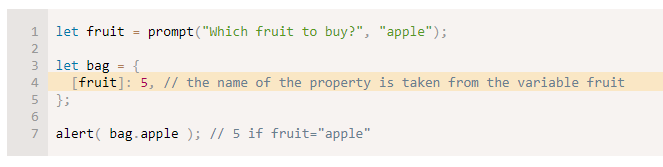 1 let fruit = prompt("Which fruit to buy?", "apple");
2
3 let bag = {
4   [fruit]: 5, // the name of the property is taken from the variable fruit
5 };
6
7 alert( bag.apple ); // 5 if fruit="apple"